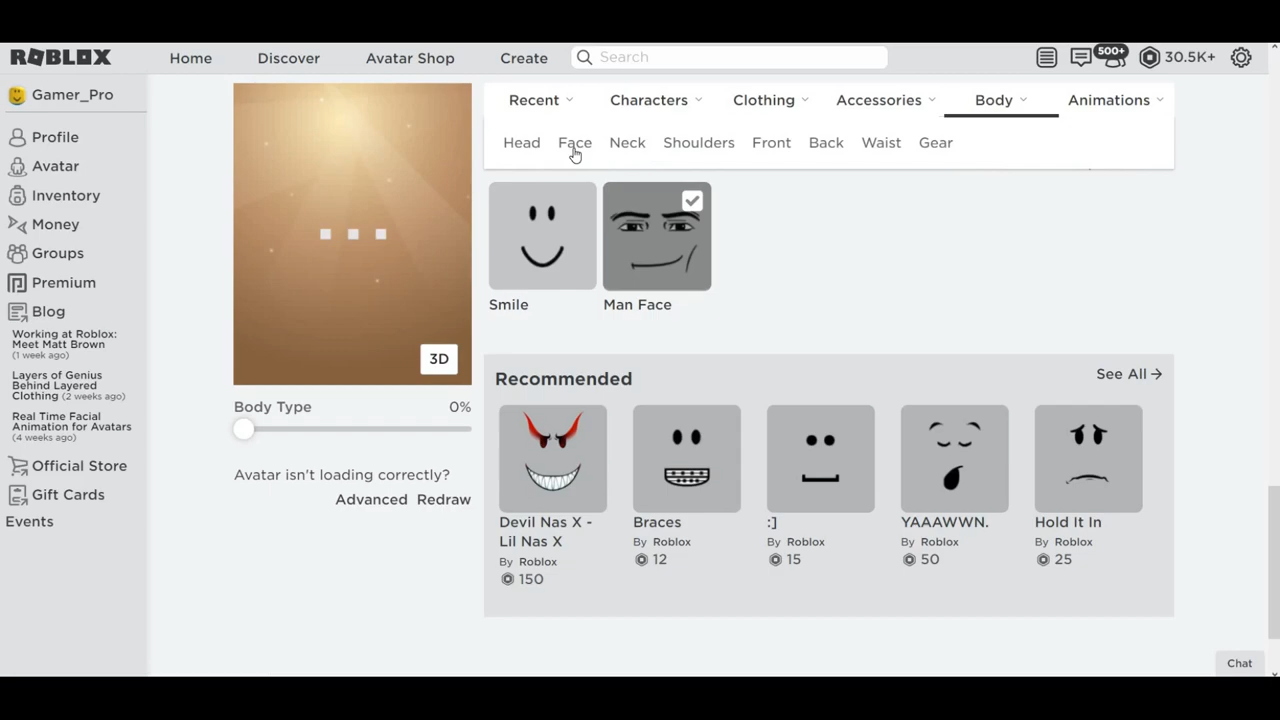 ROBLOX
Home
Discover
Avatar Shop
Create
Search
500+
30.5K+
Gamer_Pro
Profile
Avatar
Inventory
Money
Groups
Premium
Blog
Working at Roblox:
Meet Matt Brown
(1 week ago)
Layers of Genius
Behind Layered
Clothing (2 weeks ago)
Real Time Facial
Animation for Avatars
(4 weeks ago)
Official Store
Gift Cards
Events
3D
Body Type 0%
Avatar isn't loading correctly?
Advanced Redraw
Recent
Characters
Clothing
Accessories
Body
Animations
Head
Face
Neck
Shoulders
Front
Back
Waist
Gear
Smile
Man Face
Recommended
See All
Devil Nas X -
Lil Nas X
By Roblox
150
Braces
By Roblox
12
:]
By Roblox
15
YAAAWWN.
By Roblox
50
Hold It In
By Roblox
25
Chat